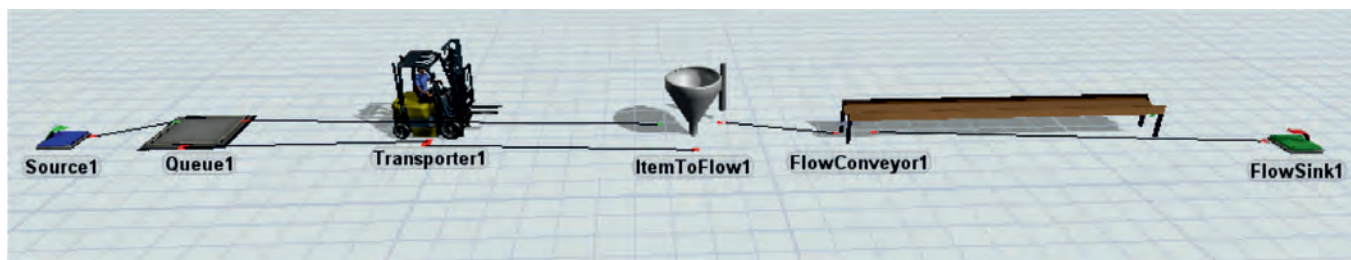 Source1
Queue1
Transporter1
ItemToFlow1
FlowConveyor1
FlowSink1